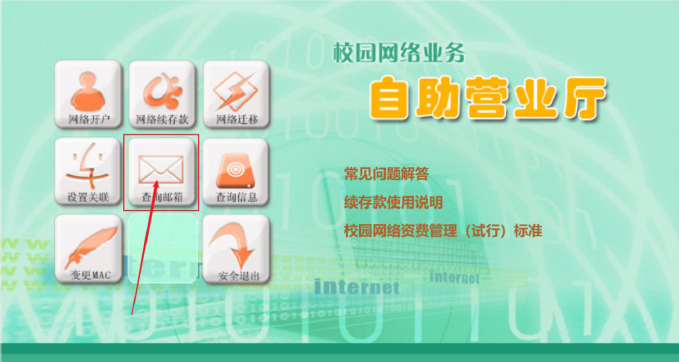 校园网络业务
自助营业厅
网络开户 网络续存款 网络迁移
设置关联 查询邮箱 查询信息
变更MAC 安全退出
常见问题解答
续存款使用说明
校园网络资费管理（试行）标准
internet
internet
www